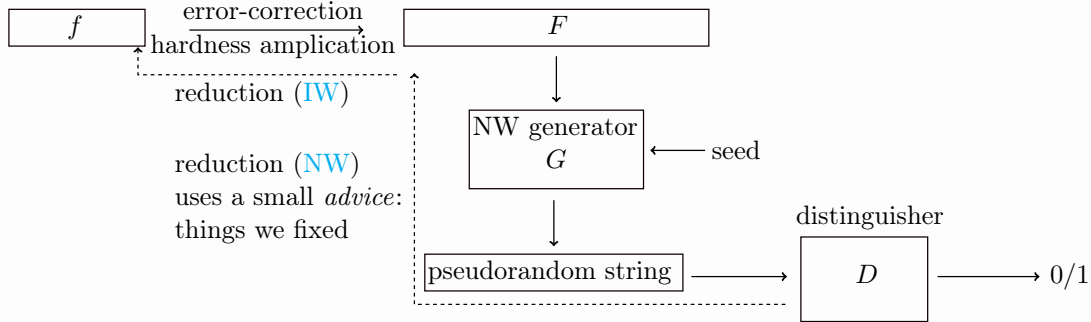 f
error-correction
hardness amplication
F
reduction (IW)
NW generator
G
seed
reduction (NW)
uses a small advice:
things we fixed
distinguisher
pseudorandom string
D
0/1